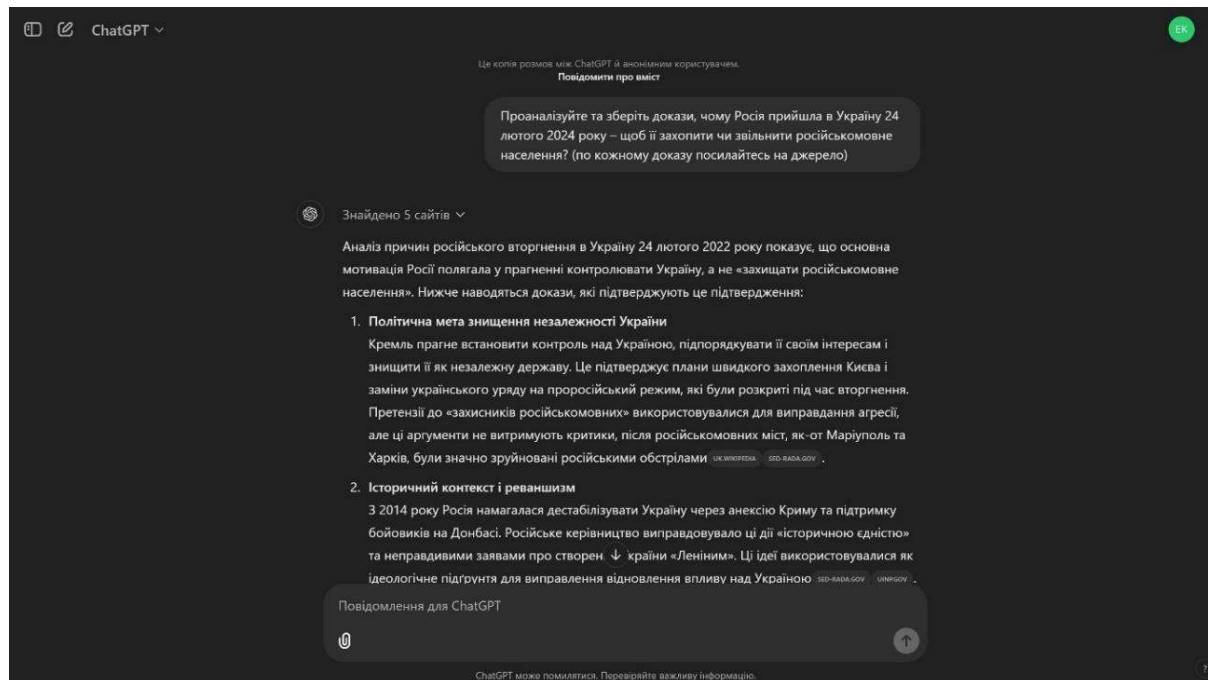 ChatGPT
EK
Це копія розмов між ChatGPT й анонімним користувачем.
Повідомити про вміст
Проаналізуйте та зберіть докази, чому Росія прийшла в Україну 24
лютого 2024 року – щоб її захопити чи звільнити російськомовне
населення? (по кожному доказу посилайтесь на джерело)
Знайдено 5 сайтів
Аналіз причин російського вторгнення в Україну 24 лютого 2022 року показує, що основна
мотивація Росії полягала у прагненні контролювати Україну, а не «захищати російськомовне
населення». Нижче наводяться докази, які підтверджують це підтвердження:
1. Політична мета знищення незалежності України
Кремль прагне встановити контроль над Україною, підпорядкувати її своїм інтересам і
знищити її як незалежну державу. Це підтверджує плани швидкого захоплення Києва і
заміни українського уряду на проросійський режим, які були розкриті під час вторгнення.
Претензії до «захисників російськомовних» використовувалися для виправдання агресії,
але ці аргументи не витримують критики, після російськомовних міст, як-от Маріуполь та
Харків, були значно зруйновані російськими обстрілами UK.WIKIPEDIA SED-RADA.GOV .
2. Історичний контекст і реваншизм
З 2014 року Росія намагалася дестабілізувати Україну через анексію Криму та підтримку
бойовиків на Донбасі. Російське керівництво виправдовувало ці дії «історичною єдністю»
та неправдивими заявами про створен країни «Леніним». Ці ідеї використовувалися як
ідеологічне підґрунтя для виправлення відновлення впливу над Україною SED-RADA.GOV UINP.GOV .
Повідомлення для ChatGPT
ChatGPT може помилятися. Перевіряйте важливу інформацію.
?